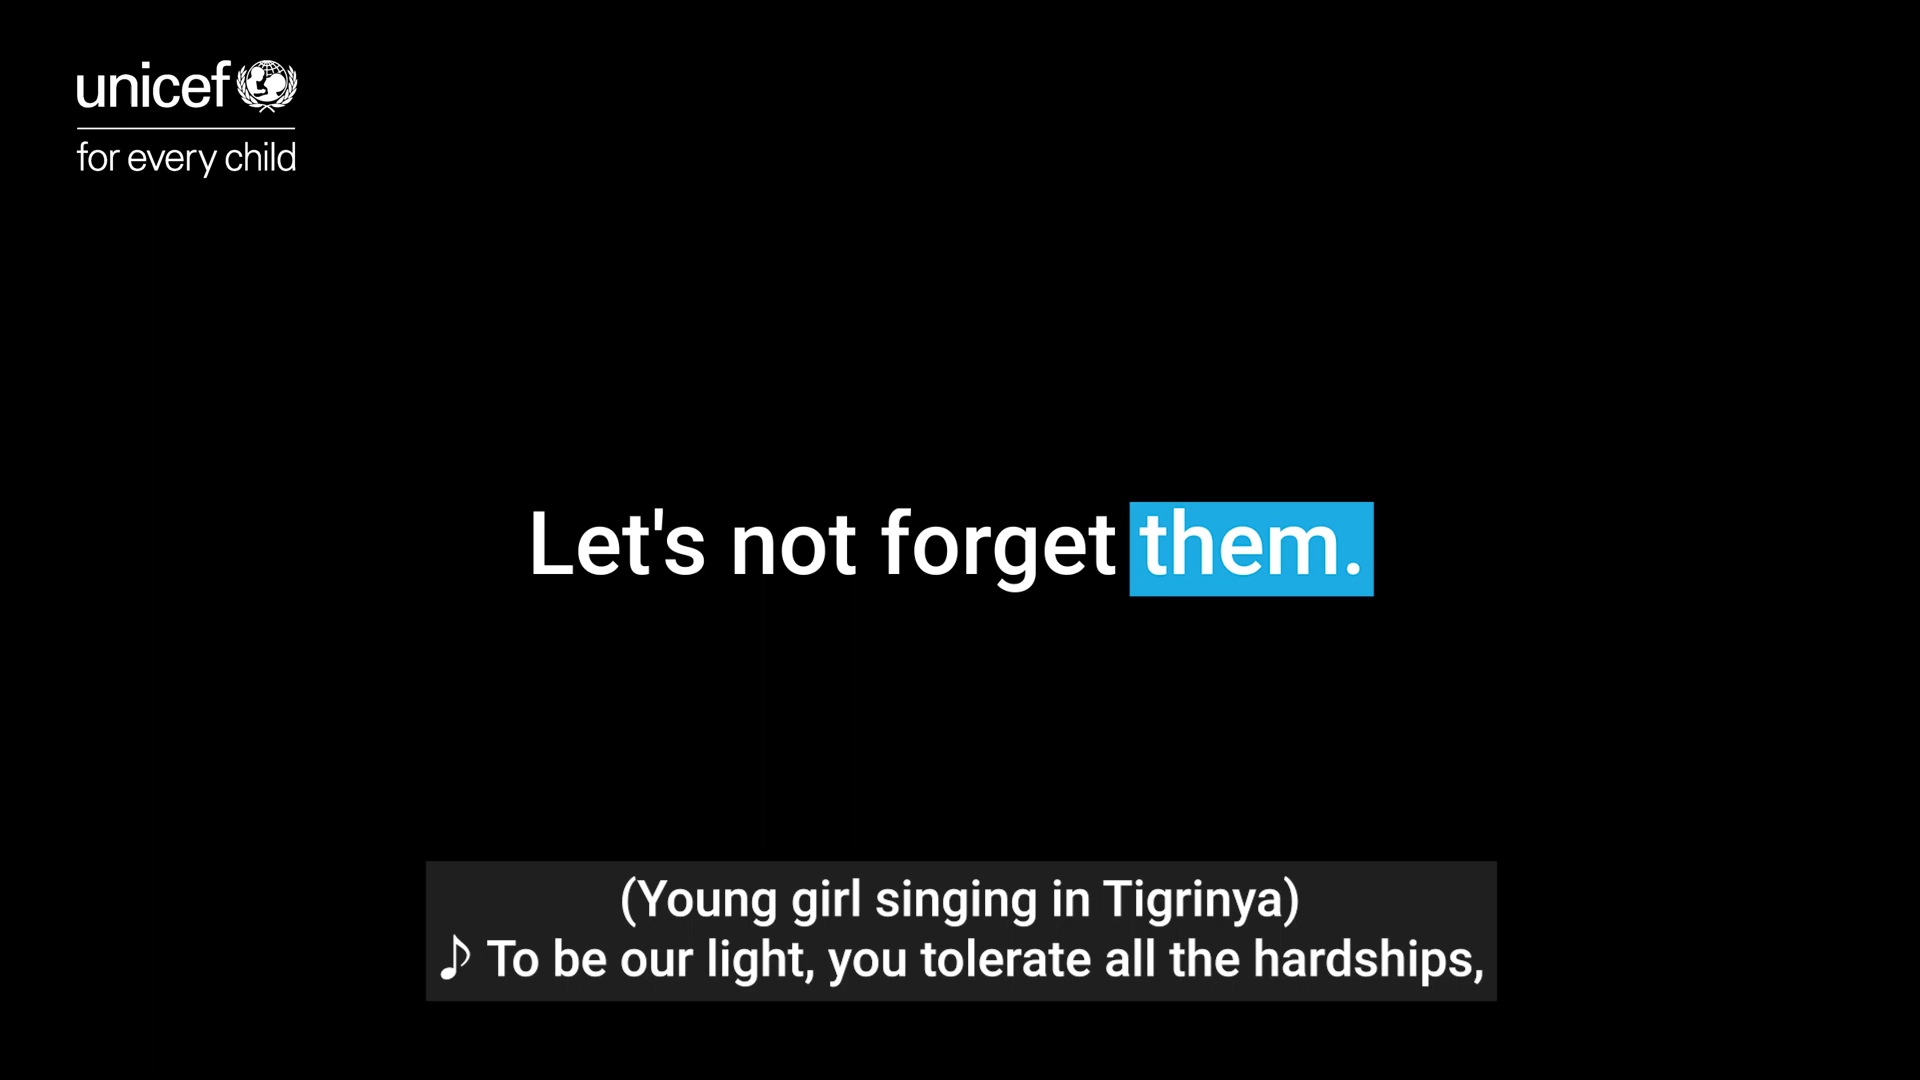 unicef
for every child
Let's not forget them.
(Young girl singing in Tigrinya)
♪ To be our light, you tolerate all the hardships,